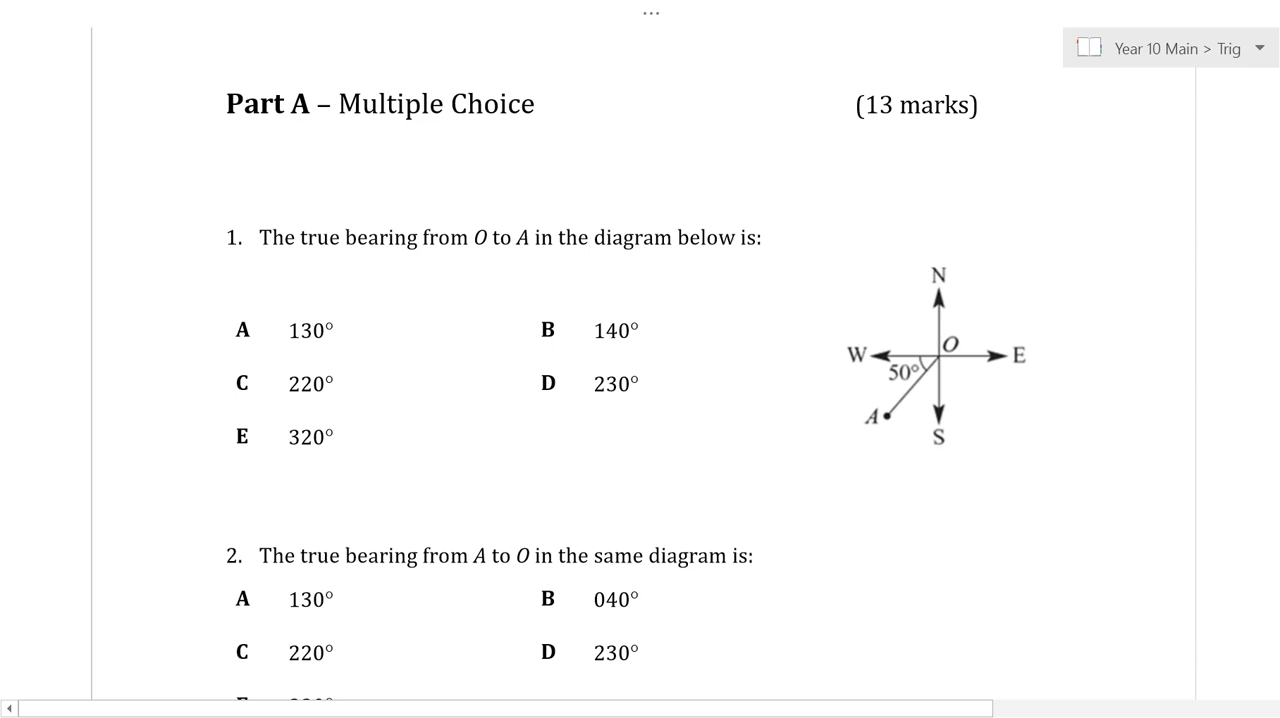 ...
Year 10 Main > Trig
Part A – Multiple Choice (13 marks)
1. The true bearing from O to A in the diagram below is:
A 130° B 140°
C 220° D 230°
E 320°
N
W O E
50°
A
S
2. The true bearing from A to O in the same diagram is:
A 130° B 040°
C 220° D 230°